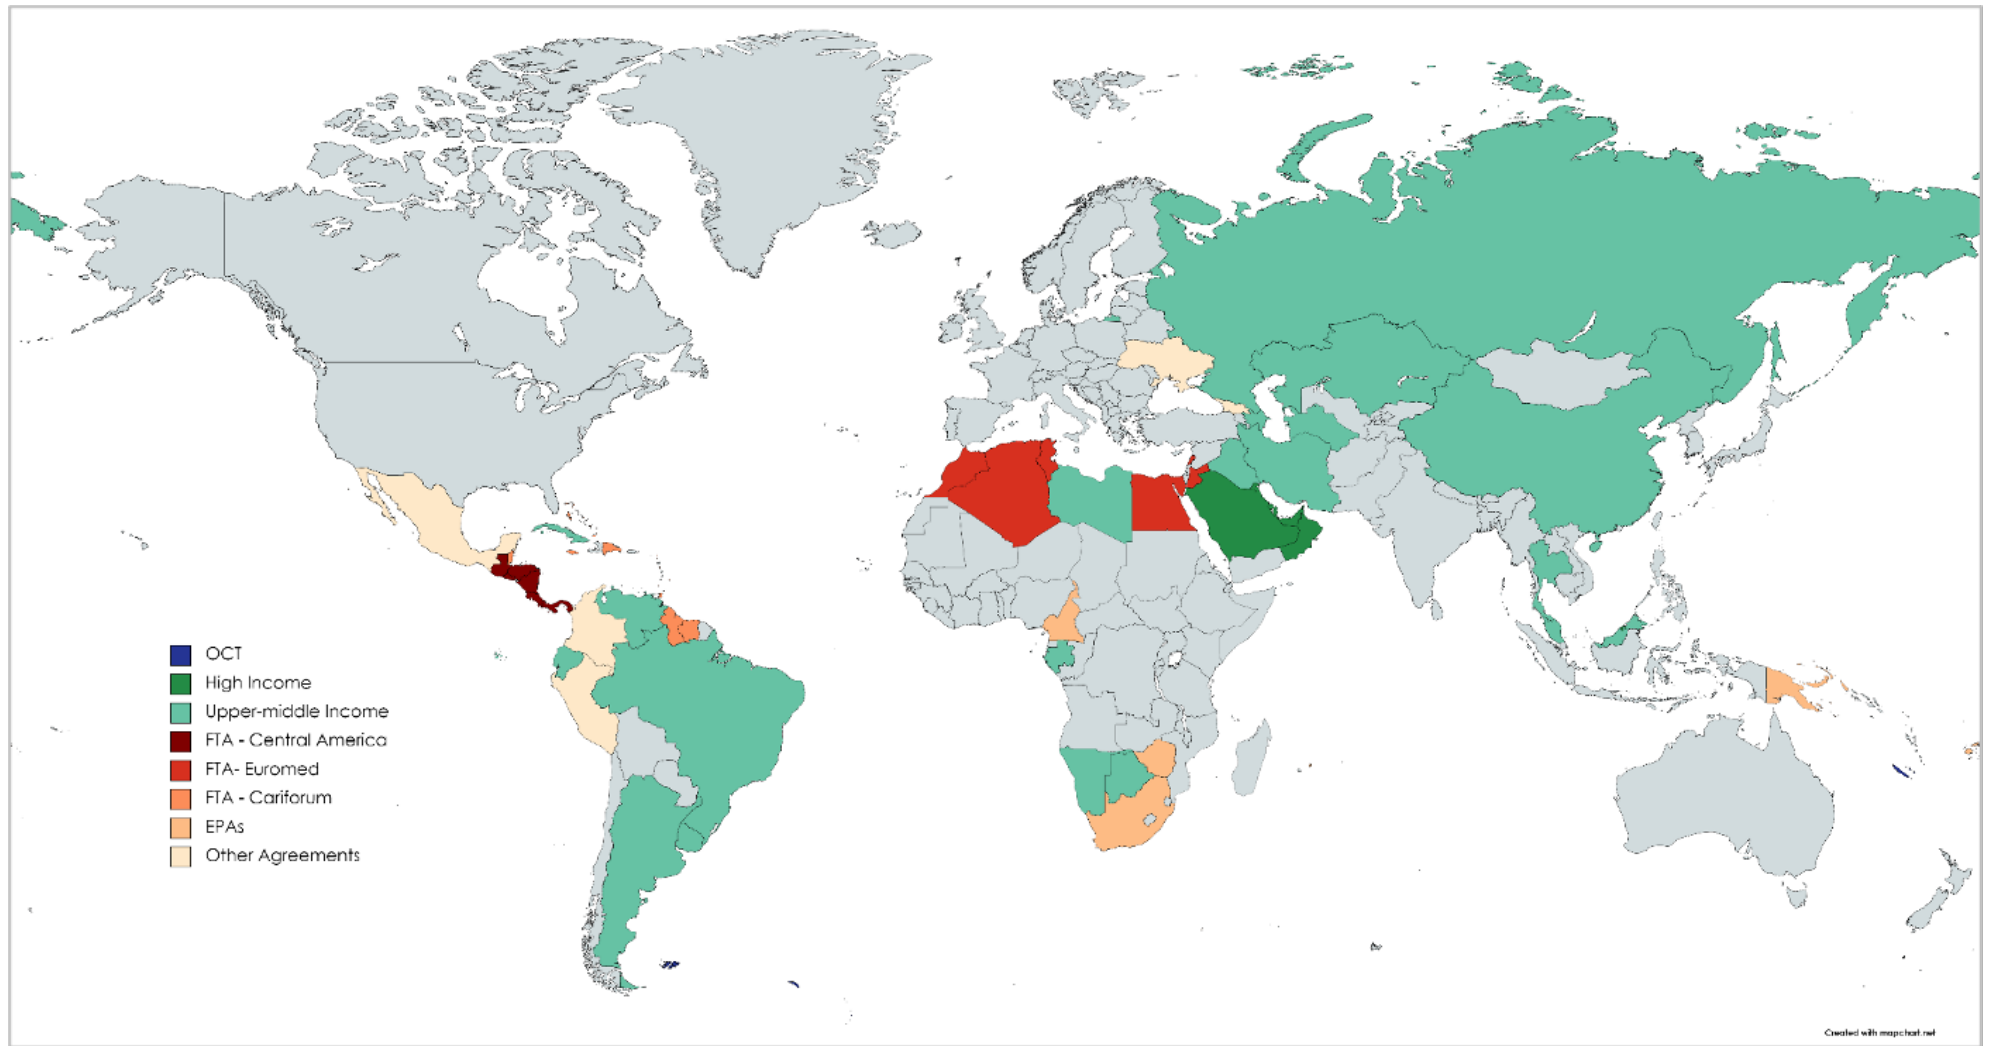 OCT
High Income
Upper-middle Income
FTA - Central America
FTA- Euromed
FTA - Cariforum
EPAs
Other Agreements
Created with mapchart.net